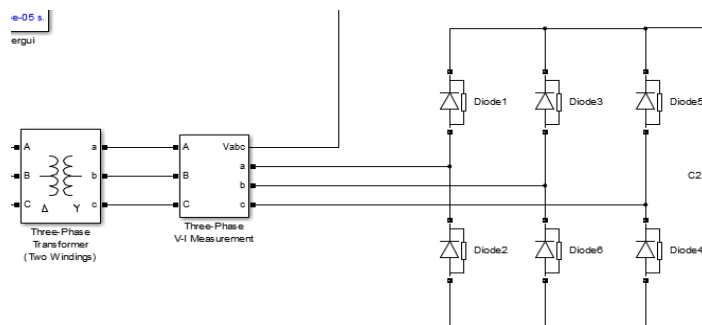 e-05 s.
ergui
A
B
C
a
b
c
Δ Y
Three-Phase
Transformer
(Two Windings)
A
B
C
Vabc
a
b
c
Three-Phase
V-I Measurement
Diode1
Diode3
Diode5
C2
Diode2
Diode6
Diode4